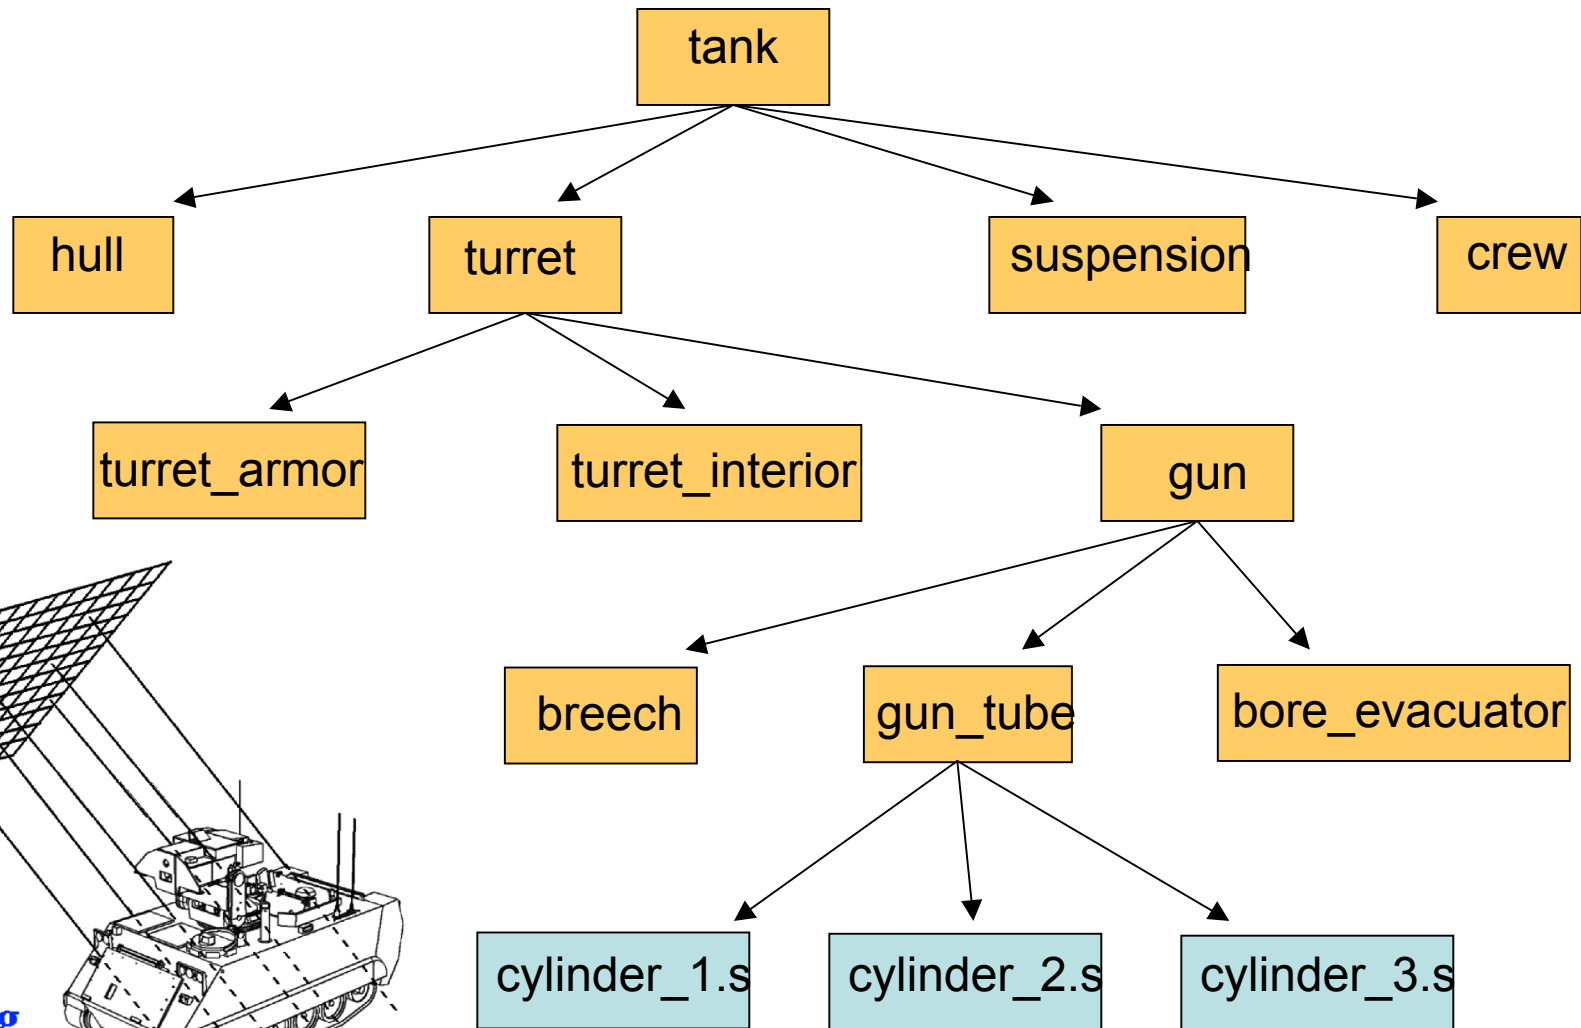 tank
hull
turret
suspension
crew
turret_armor
turret_interior
gun
breech
gun_tube
bore_evacuator
cylinder_1.s
cylinder_2.s
cylinder_3.s